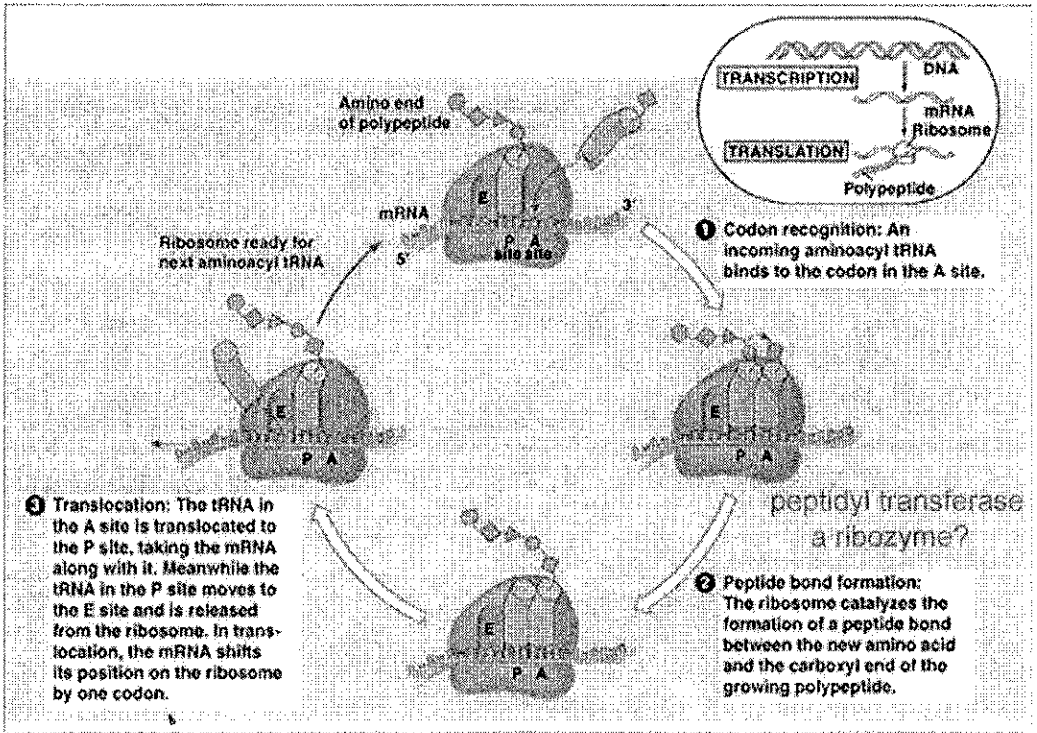 TRANSCRIPTION
DNA
mRNA
Ribosome
TRANSLATION
Polypeptide
Amino end
of polypeptide
E
mRNA
3'
5'
P A
site site
Ribosome ready for
next aminoacyl tRNA
1 Codon recognition: An
incoming aminoacyl tRNA
binds to the codon in the A site.
E
P A
E
P A
peptidyl transferase
a ribozyme?
2 Peptide bond formation:
The ribosome catalyzes the
formation of a peptide bond
between the new amino acid
and the carboxyl end of the
growing polypeptide.
E
P A
3 Translocation: The tRNA in
the A site is translocated to
the P site, taking the mRNA
along with it. Meanwhile the
tRNA in the P site moves to
the E site and is released
from the ribosome. In trans-
location, the mRNA shifts
its position on the ribosome
by one codon.